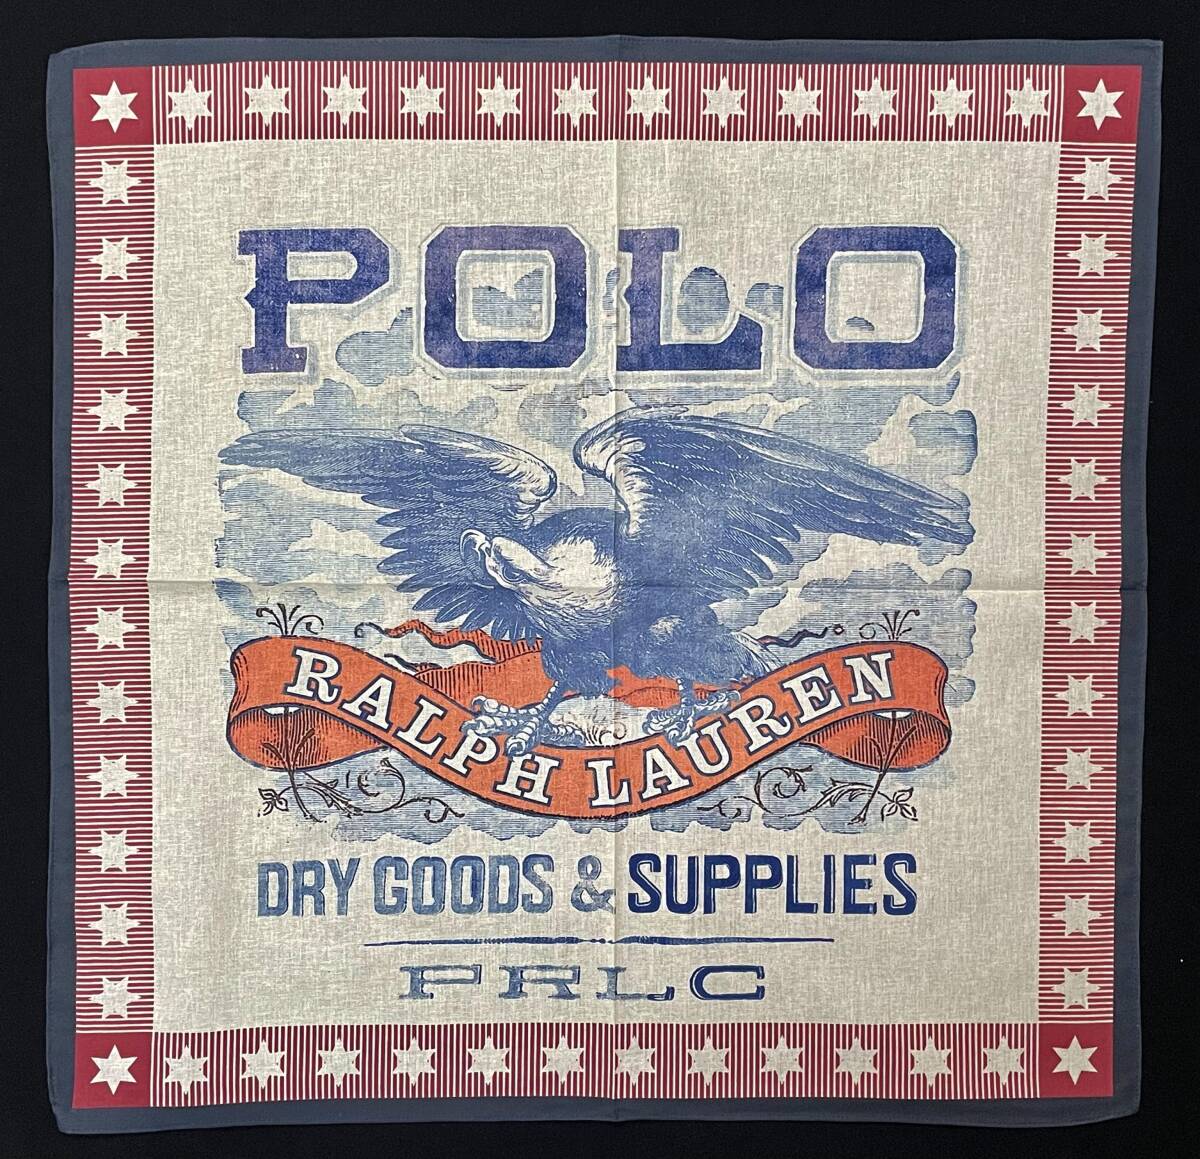 POLO
RALPH LAUREN
DRY GOODS & SUPPLIES
PRLC